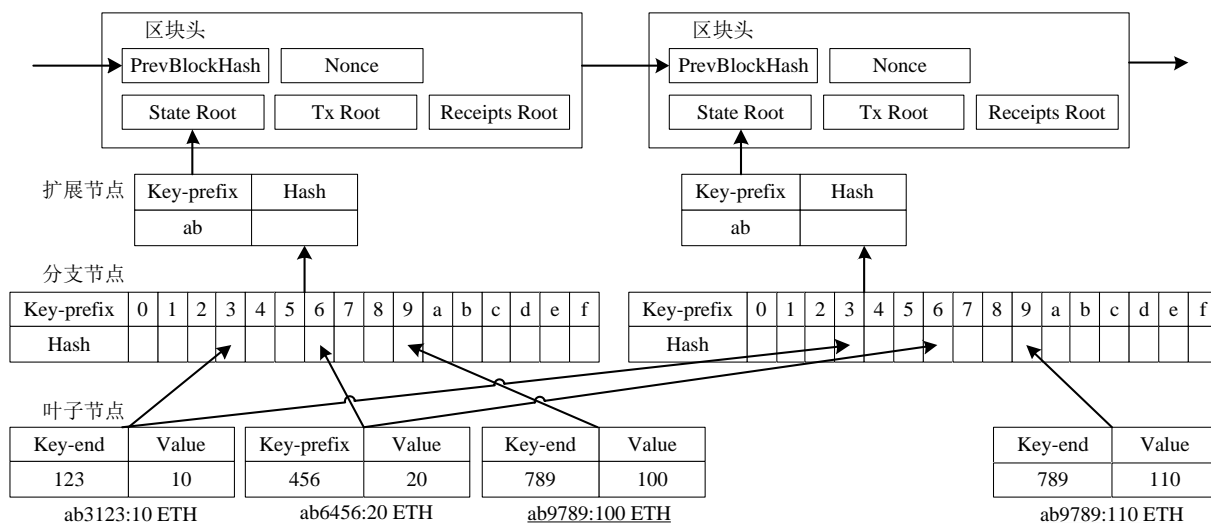 区块头 区块头
PrevBlockHash Nonce PrevBlockHash Nonce
State Root Tx Root Receipts Root State Root Tx Root Receipts Root
扩展节点 Key-prefix Hash Key-prefix Hash
ab ab
分支节点
Key-prefix 0 1 2 3 4 5 6 7 8 9 a b c d e f Key-prefix 0 1 2 3 4 5 6 7 8 9 a b c d e f
Hash Hash
叶子节点
Key-end Value Key-prefix Value Key-end Value Key-end Value
123 10 456 20 789 100 789 110
ab3123:10 ETH ab6456:20 ETH ab9789:100 ETH ab9789:110 ETH